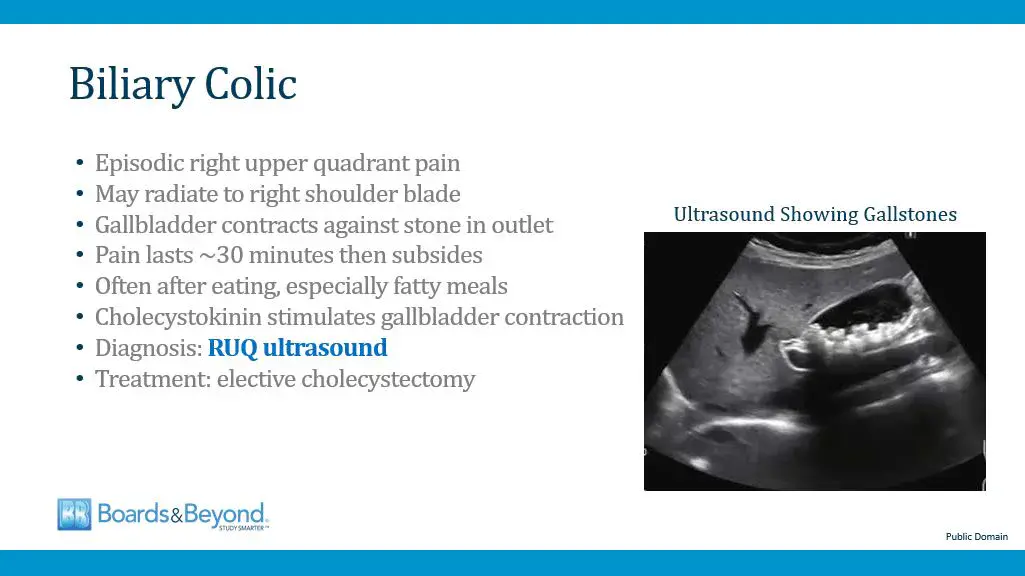 Biliary Colic
• Episodic right upper quadrant pain
• May radiate to right shoulder blade
• Gallbladder contracts against stone in outlet
• Pain lasts ~30 minutes then subsides
• Often after eating, especially fatty meals
• Cholecystokinin stimulates gallbladder contraction
• Diagnosis: RUQ ultrasound
• Treatment: elective cholecystectomy
Ultrasound Showing Gallstones
BB Boards&Beyond.
STUDY SMARTER™
Public Domain